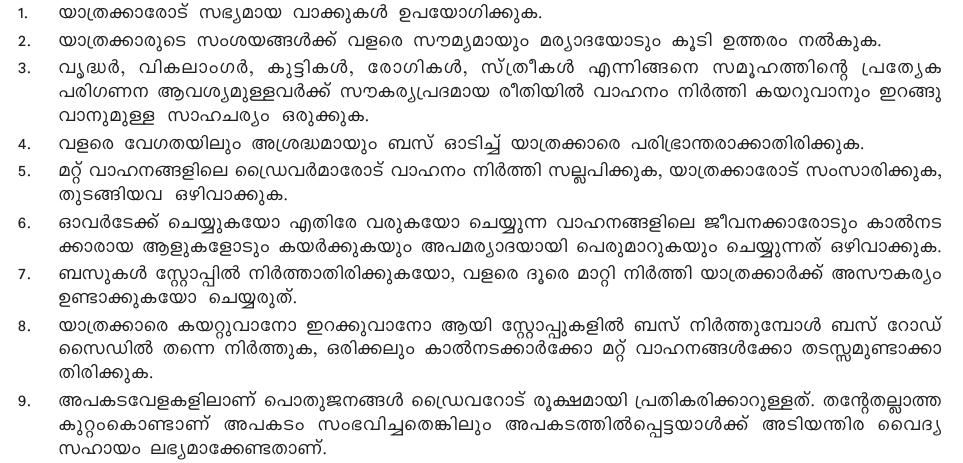 1. യാത്രക്കാരോട് സഭ്യമായ വാക്കുകൾ ഉപയോഗിക്കുക.
2. യാത്രക്കാരുടെ സംശയങ്ങൾക്ക് വളരെ സൗമ്യമായും മര്യാദയോടും കൂടി ഉത്തരം നൽകുക.
3. വൃദ്ധർ, വികലാംഗർ, കുട്ടികൾ, രോഗികൾ, സ്ത്രീകൾ എന്നിങ്ങനെ സമൂഹത്തിന്റെ പ്രത്യേക
പരിഗണന ആവശ്യമുള്ളവർക്ക് സൗകര്യപ്രദമായ രീതിയിൽ വാഹനം നിർത്തി കയറുവാനും ഇറങ്ങു
വാനുമുള്ള സാഹചര്യം ഒരുക്കുക.
4. വളരെ വേഗതയിലും അശ്രദ്ധമായും ബസ് ഓടിച്ച് യാത്രക്കാരെ പരിഭ്രാന്തരാക്കാതിരിക്കുക.
5. മറ്റ് വാഹനങ്ങളിലെ ഡ്രൈവർമാരോട് വാഹനം നിർത്തി സല്ലപിക്കുക, യാത്രക്കാരോട് സംസാരിക്കുക,
തുടങ്ങിയവ ഒഴിവാക്കുക.
6. ഓവർടേക്ക് ചെയ്യുകയോ എതിരേ വരുകയോ ചെയ്യുന്ന വാഹനങ്ങളിലെ ജീവനക്കാരോടും കാൽനട
ക്കാരായ ആളുകളോടും കയർക്കുകയും അപമര്യാദയായി പെരുമാറുകയും ചെയ്യുന്നത് ഒഴിവാക്കുക.
7. ബസുകൾ സ്റ്റോപ്പിൽ നിർത്താതിരിക്കുകയോ, വളരെ ദൂരെ മാറ്റി നിർത്തി യാത്രക്കാർക്ക് അസൗകര്യം
ഉണ്ടാക്കുകയോ ചെയ്യരുത്.
8. യാത്രക്കാരെ കയറ്റുവാനോ ഇറക്കുവാനോ ആയി സ്റ്റോപ്പുകളിൽ ബസ് നിർത്തുമ്പോൾ ബസ് റോഡ്
സൈഡിൽ തന്നെ നിർത്തുക, ഒരിക്കലും കാൽനടക്കാർക്കോ മറ്റ് വാഹനങ്ങൾക്കോ തടസ്സമുണ്ടാക്കാ
തിരിക്കുക.
9. അപകടവേളകളിലാണ് പൊതുജനങ്ങൾ ഡ്രൈവറോട് രൂക്ഷമായി പ്രതികരിക്കാറുള്ളത്. തന്റേതല്ലാത്ത
കുറ്റംകൊണ്ടാണ് അപകടം സംഭവിച്ചതെങ്കിലും അപകടത്തിൽപ്പെട്ടയാൾക്ക് അടിയന്തിര വൈദ്യ
സഹായം ലഭ്യമാക്കേണ്ടതാണ്.